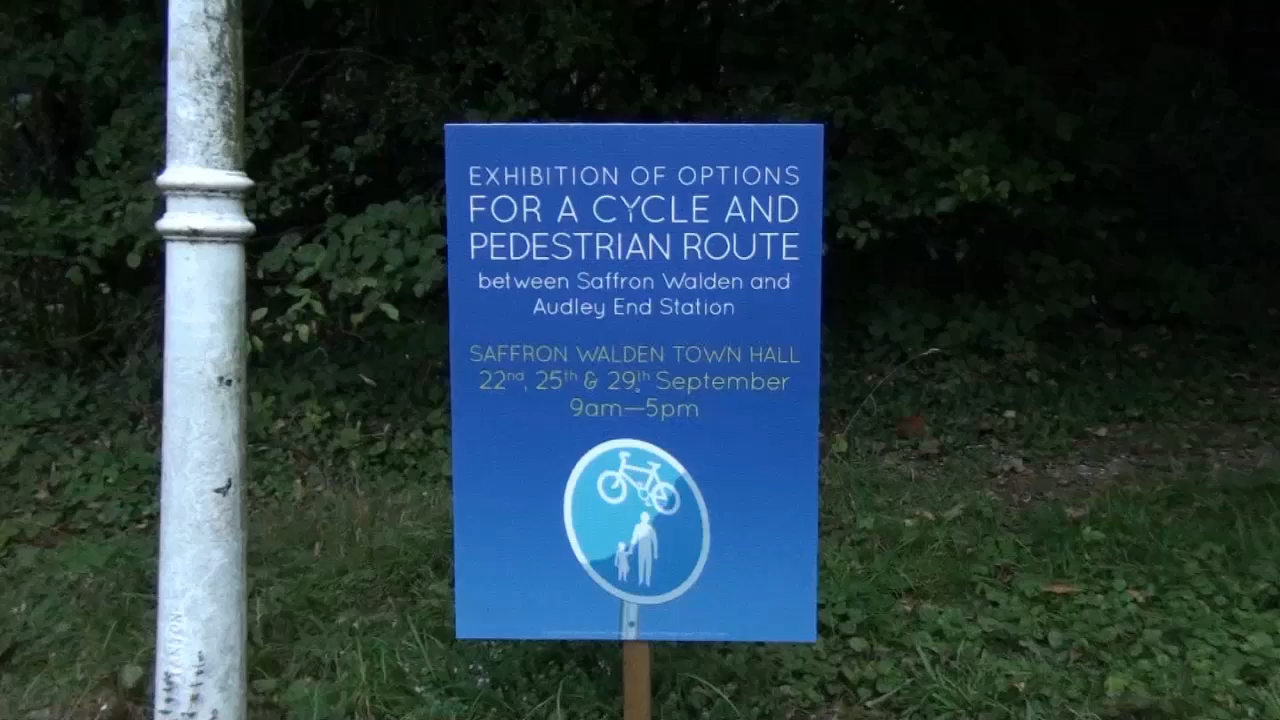 EXHIBITION OF OPTIONS
FOR A CYCLE AND
PEDESTRIAN ROUTE
between Saffron Walden and
Audley End Station
SAFFRON WALDEN TOWN HALL
22nd, 25th & 29th September
9am—5pm